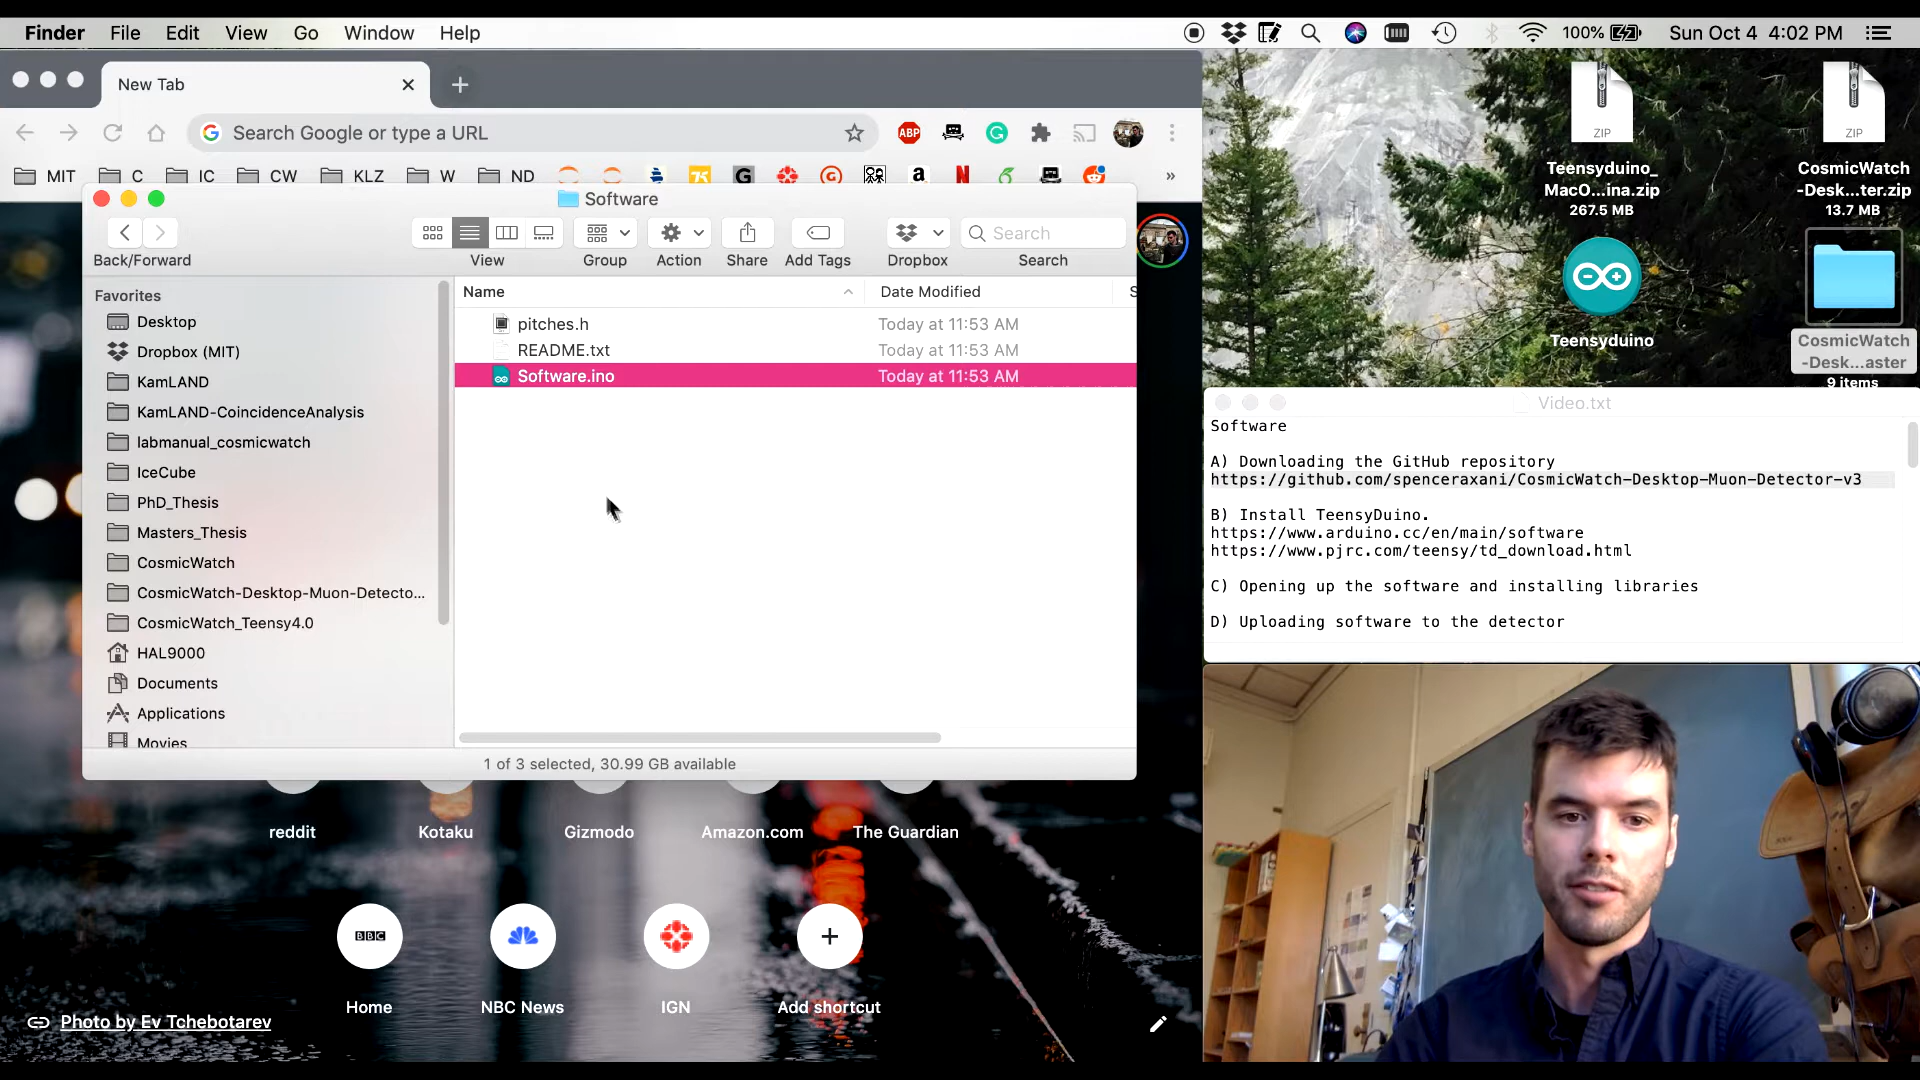 Finder File Edit View Go Window Help
100% Sun Oct 4 4:02 PM
New Tab
Search Google or type a URL
ABP
MIT C IC CW KLZ W ND »
Software
Search
Back/Forward View Group Action Share Add Tags Dropbox Search
Favorites
Desktop
Dropbox (MIT)
KamLAND
KamLAND-CoincidenceAnalysis
labmanual_cosmicwatch
IceCube
PhD_Thesis
Masters_Thesis
CosmicWatch
CosmicWatch-Desktop-Muon-Detecto...
CosmicWatch_Teensy4.0
HAL9000
Documents
Applications
Movies
Name Date Modified S
pitches.h Today at 11:53 AM
README.txt Today at 11:53 AM
Software.ino Today at 11:53 AM
1 of 3 selected, 30.99 GB available
reddit Kotaku Gizmodo Amazon.com The Guardian
BBC
Home NBC News IGN Add shortcut
Photo by Ev Tchebotarev
ZIP
Teensyduino_
MacO...ina.zip
267.5 MB
ZIP
CosmicWatch
-Desk...ter.zip
13.7 MB
Teensyduino
CosmicWatch
-Desk...aster
9 items
Video.txt
Software
A) Downloading the GitHub repository
https://github.com/spenceraxani/CosmicWatch-Desktop-Muon-Detector-v3
B) Install TeensyDuino.
https://www.arduino.cc/en/main/software
https://www.pjrc.com/teensy/td_download.html
C) Opening up the software and installing libraries
D) Uploading software to the detector